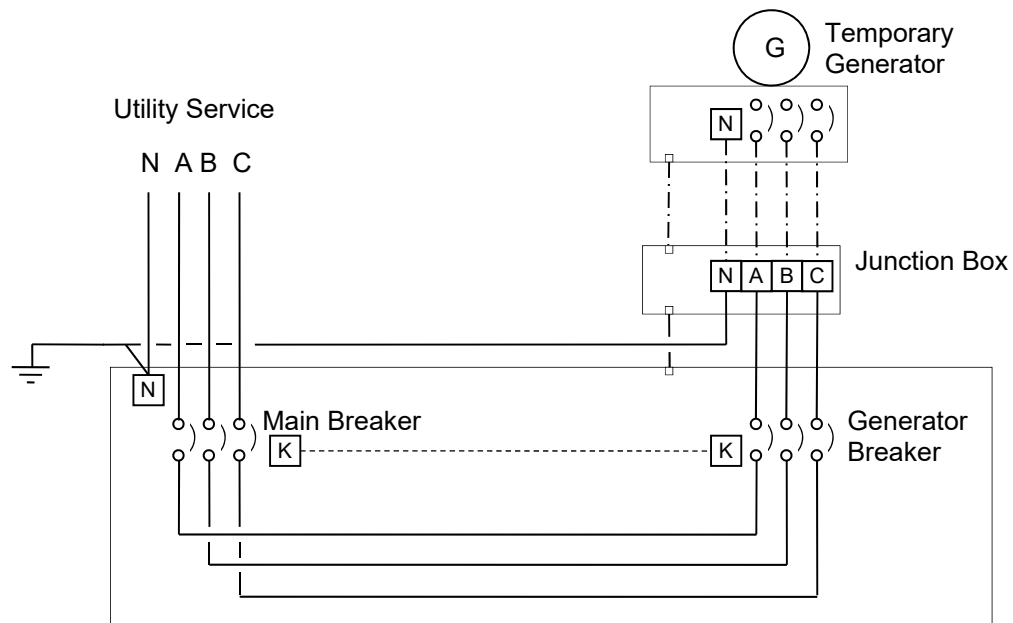 G
Temporary
Generator
Utility Service
N
N A B C
Junction Box
N A B C
N
Main Breaker
Generator
K
K
Breaker